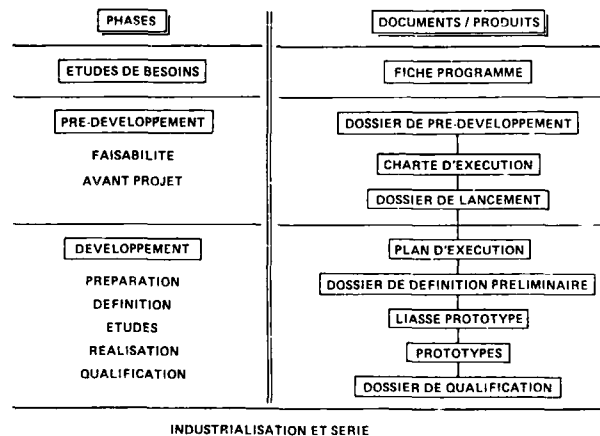 PHASES
DOCUMENTS / PRODUITS
ETUDES DE BESOINS
FICHE PROGRAMME
PRE-DEVELOPPEMENT
FAISABILITE
AVANT PROJET
DOSSIER DE PRE-DEVELOPPEMENT
CHARTE D'EXECUTION
DOSSIER DE LANCEMENT
DEVELOPPEMENT
PREPARATION
DEFINITION
ETUDES
REALISATION
QUALIFICATION
PLAN D'EXECUTION
DOSSIER DE DEFINITION PRELIMINAIRE
LIASSE PROTOTYPE
PROTOTYPES
DOSSIER DE QUALIFICATION
INDUSTRIALISATION ET SERIE